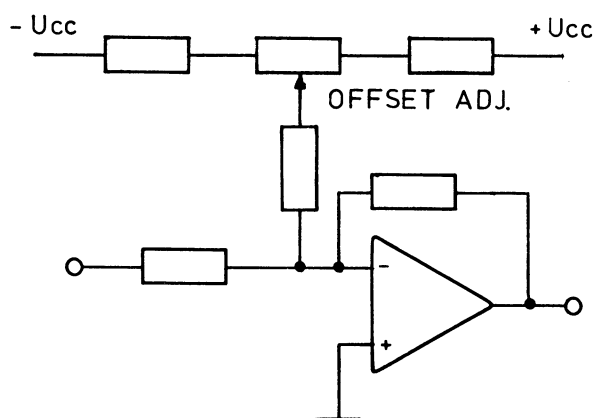 - Ucc
+ Ucc
OFFSET ADJ.
-
+